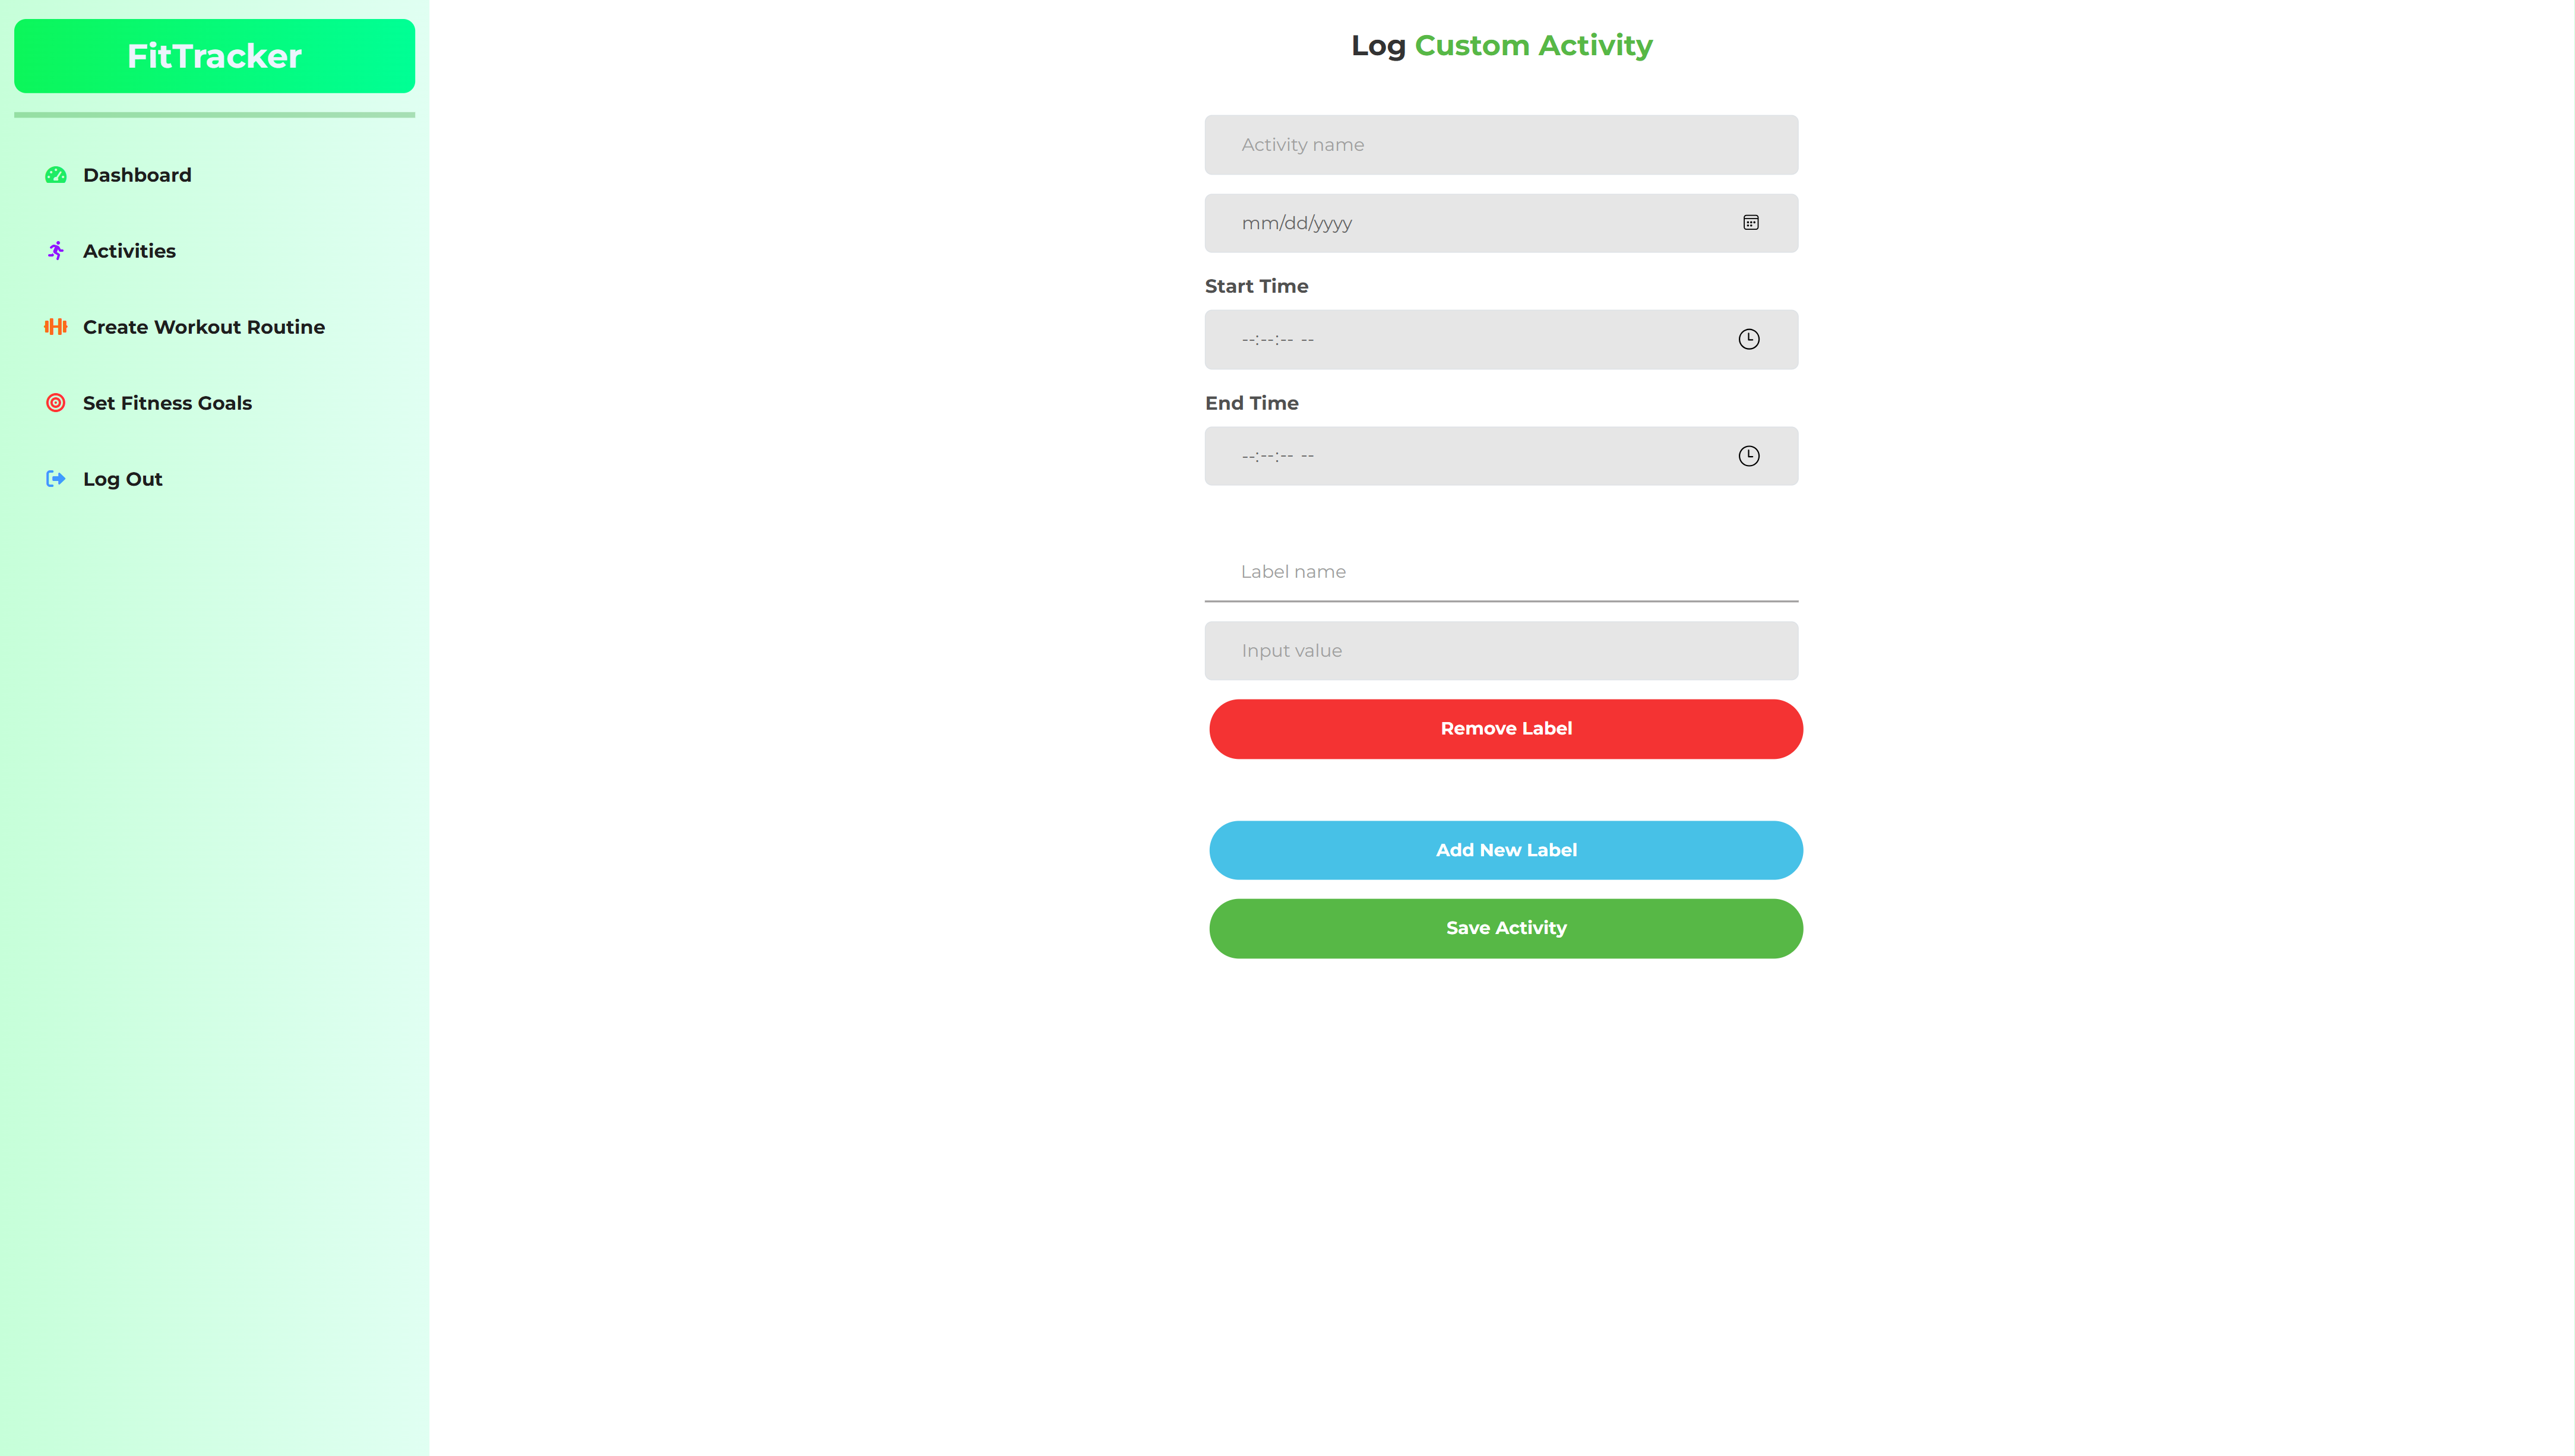 FitTracker
Dashboard
Activities
Create Workout Routine
Set Fitness Goals
Log Out
Log Custom Activity
Activity name
mm/dd/yyyy
Start Time
--:--:-- --
End Time
--:--:-- --
Label name
Input value
Remove Label
Add New Label
Save Activity